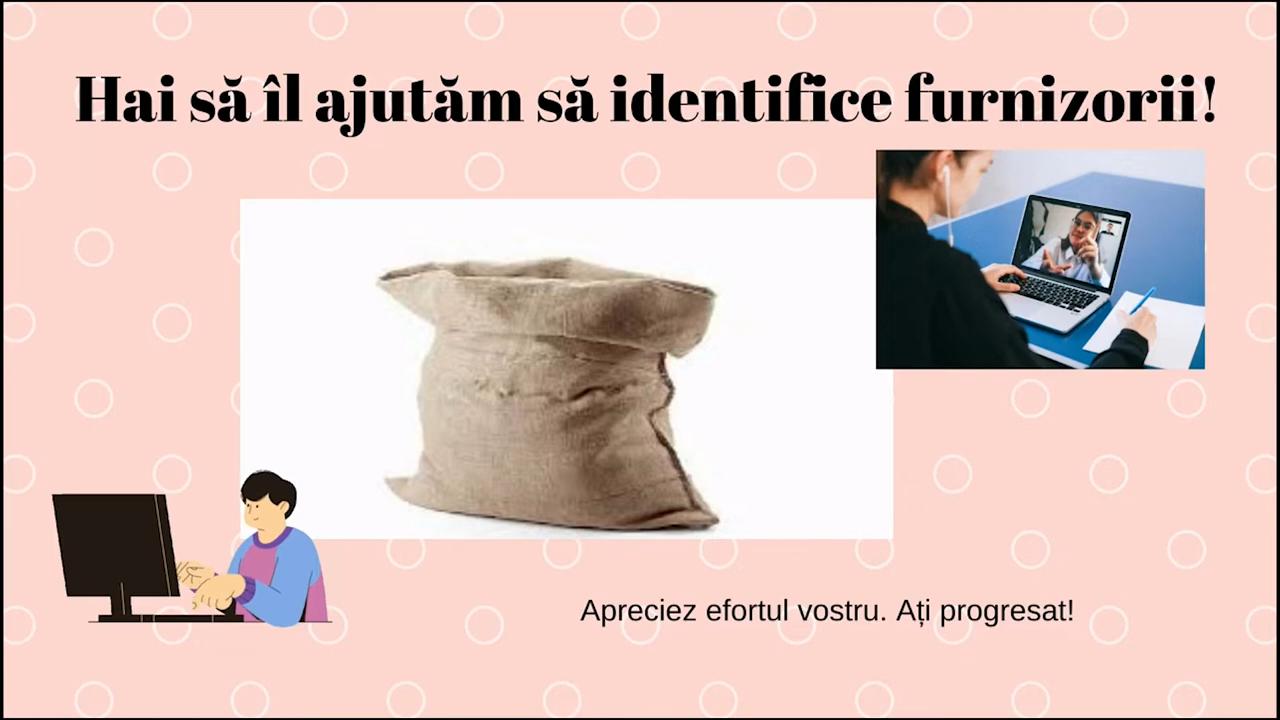 Hai să îl ajutăm să identifice furnizorii!
Apreciez efortul vostru. Ați progresat!